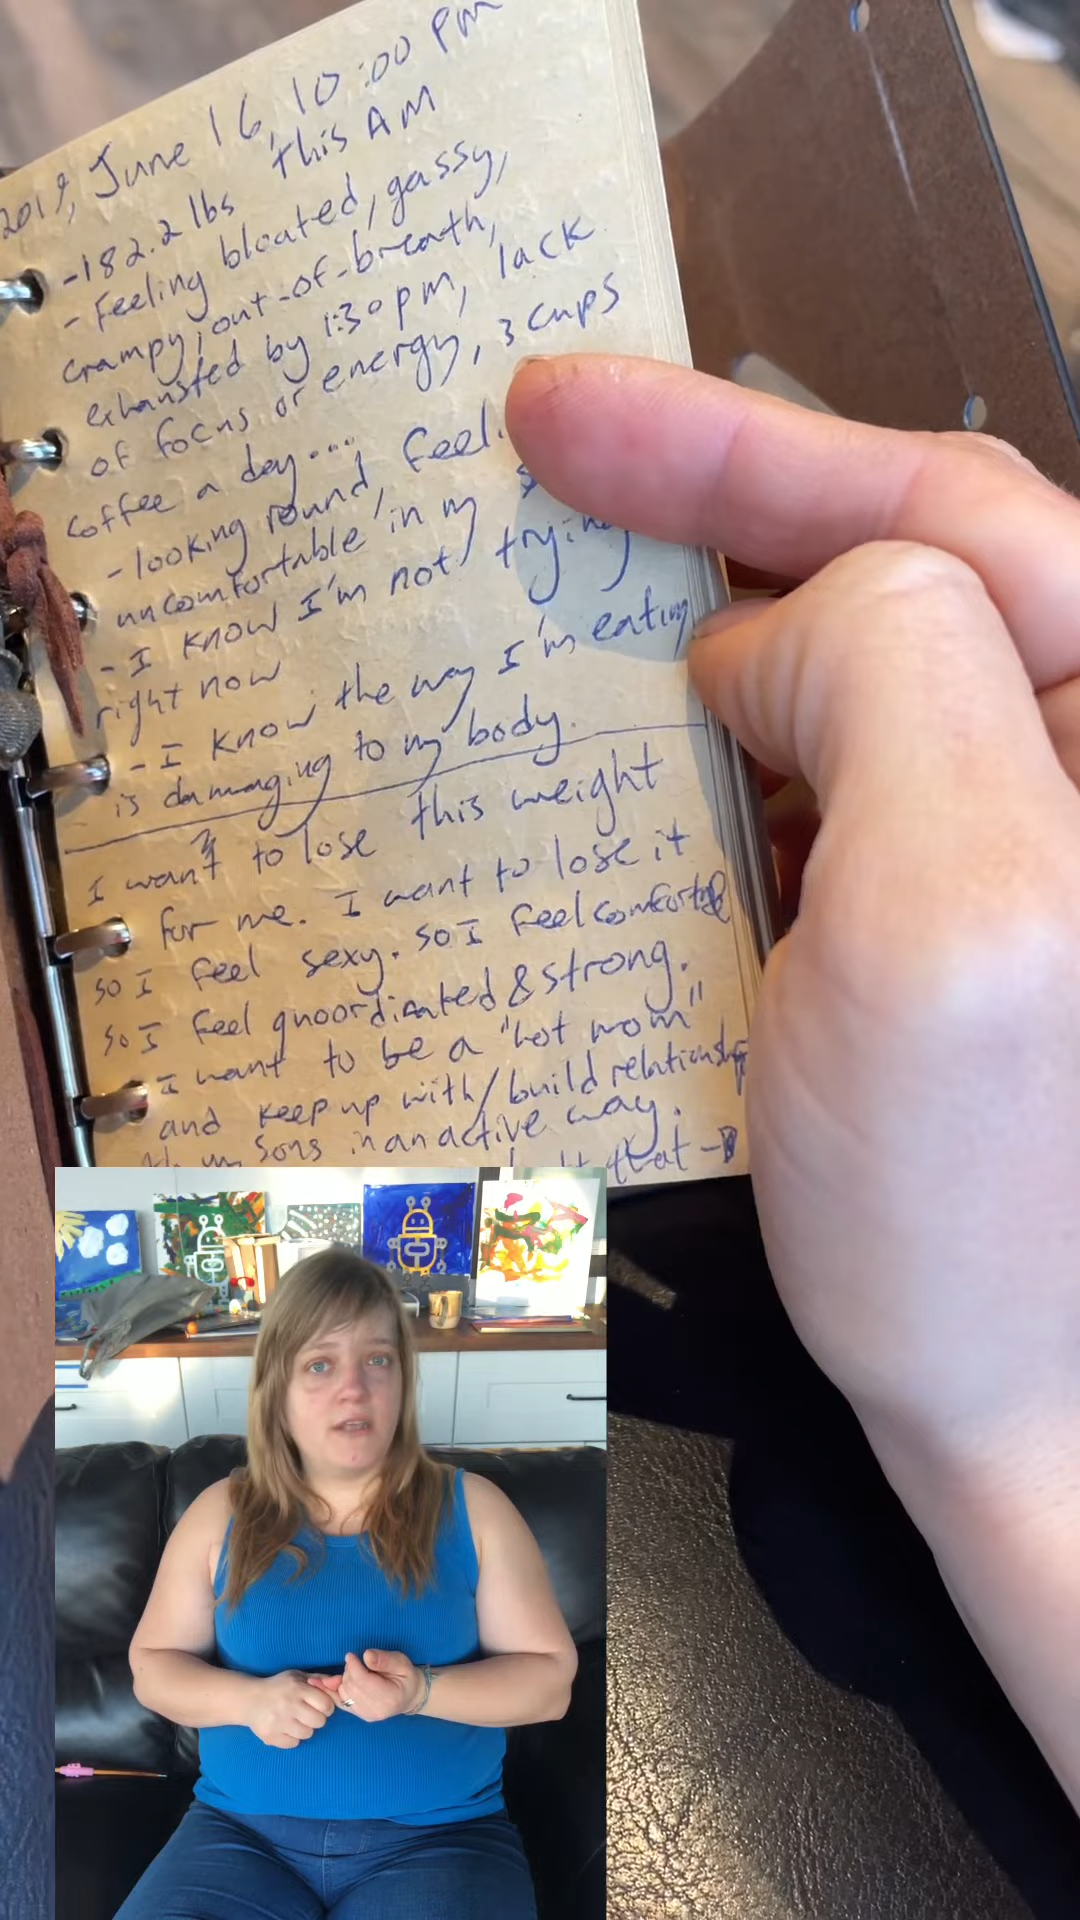 2019, June 16, 10:00 PM
-182.2 lbs this AM
- Feeling bloated, gassy,
crampy, out-of-breath,
exhausted by 1:30pm, lack
of focus or energy, 3 cups
coffee a day...,
- looking round, feel
uncomfortable in my
- I know I'm not trying
right now
- I know the way I'm eating
is damaging to my body.
I want to lose this weight
for me. I want to lose it
so I feel sexy. so I feel comfortable
so I feel quoordinated & strong.
I want to be a "hot mom"
and keep up with/build relationship
my sons in an active way.
that